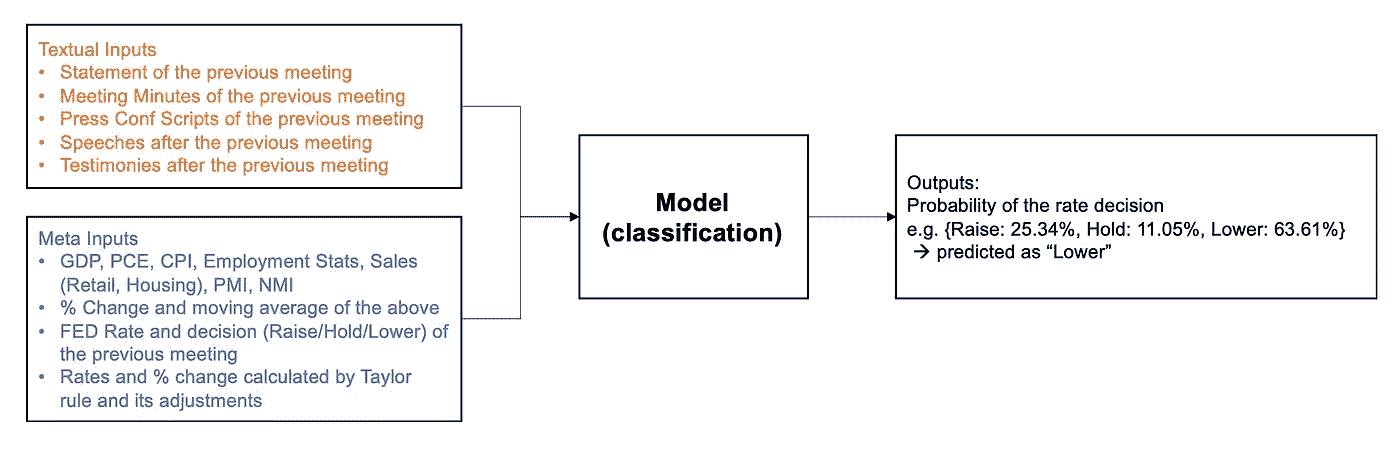 Textual Inputs
• Statement of the previous meeting
• Meeting Minutes of the previous meeting
• Press Conf Scripts of the previous meeting
• Speeches after the previous meeting
• Testimonies after the previous meeting
Meta Inputs
• GDP, PCE, CPI, Employment Stats, Sales
(Retail, Housing), PMI, NMI
• % Change and moving average of the above
• FED Rate and decision (Raise/Hold/Lower) of
the previous meeting
• Rates and % change calculated by Taylor
rule and its adjustments
Model
(classification)
Outputs:
Probability of the rate decision
e.g. {Raise: 25.34%, Hold: 11.05%, Lower: 63.61%}
→ predicted as “Lower”